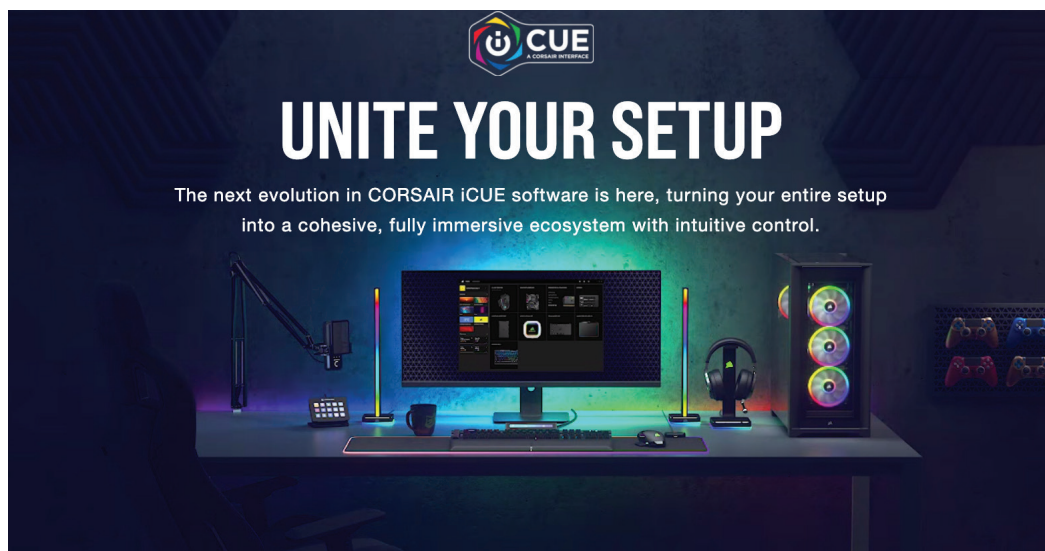 iCUE
A CORSAIR INTERFACE
UNITE YOUR SETUP
The next evolution in CORSAIR iCUE software is here, turning your entire setup
into a cohesive, fully immersive ecosystem with intuitive control.